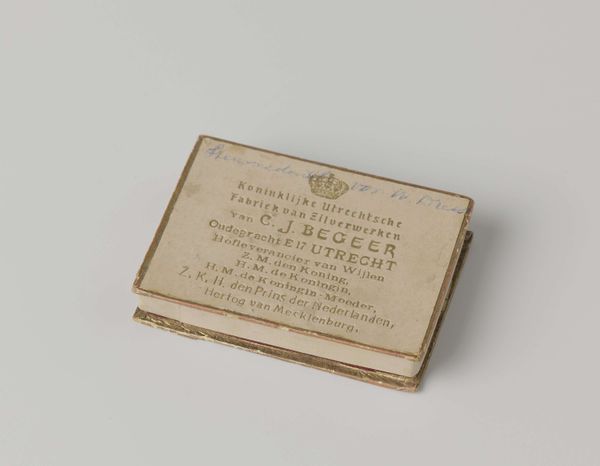 Koninklijke Utrechtsche
Fabriek van Zilverwerken
van C. J. BEGEER
Oudegracht E 17 UTRECHT
Hofleverancier van Wijlen
Z. M. den Koning,
H. M. de Koningin,
H. M. de Koningin-Moeder,
Z. K. H. den Prins der Nederlanden,
Hertog van Mecklenburg.